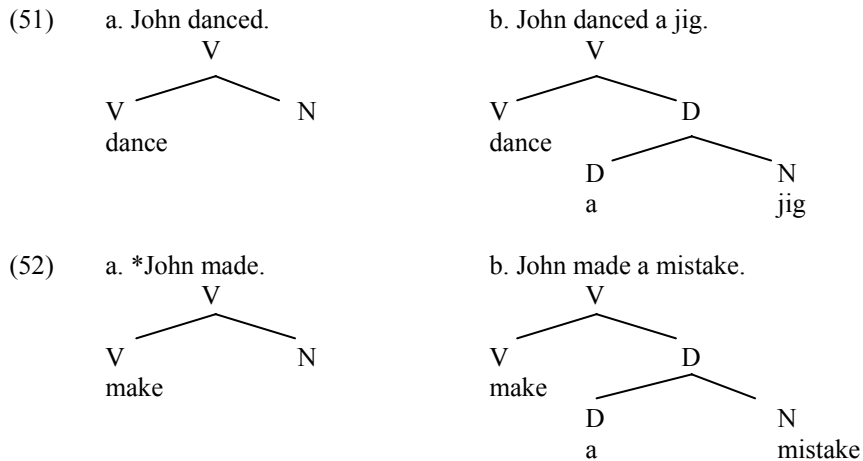 (51) a. John danced. b. John danced a jig.
V V
V N V D
dance dance
D N
a jig
(52) a. *John made. b. John made a mistake.
V V
V N V D
make make
D N
a mistake